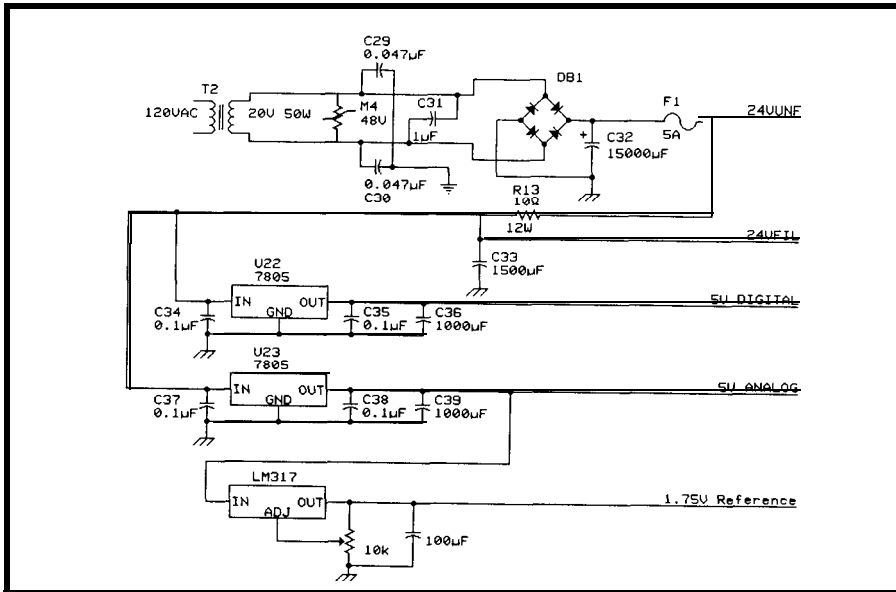 C29
0.047µF
DB1
T2
M4
48V
C31
1µF
F1
120VAC
20V 50W
24VUNF
5A
+
C32
15000µF
0.047µF
C30
R13
10Ω
12W
24VFIL
C33
1500µF
U22
7805
IN
OUT
GND
5V DIGITAL
C34
0.1µF
C35
0.1µF
C36
1000µF
U23
7805
IN
OUT
GND
5V ANALOG
C37
0.1µF
C38
0.1µF
C39
1000µF
LM317
IN
OUT
ADJ
1.75V Reference
10k
100µF